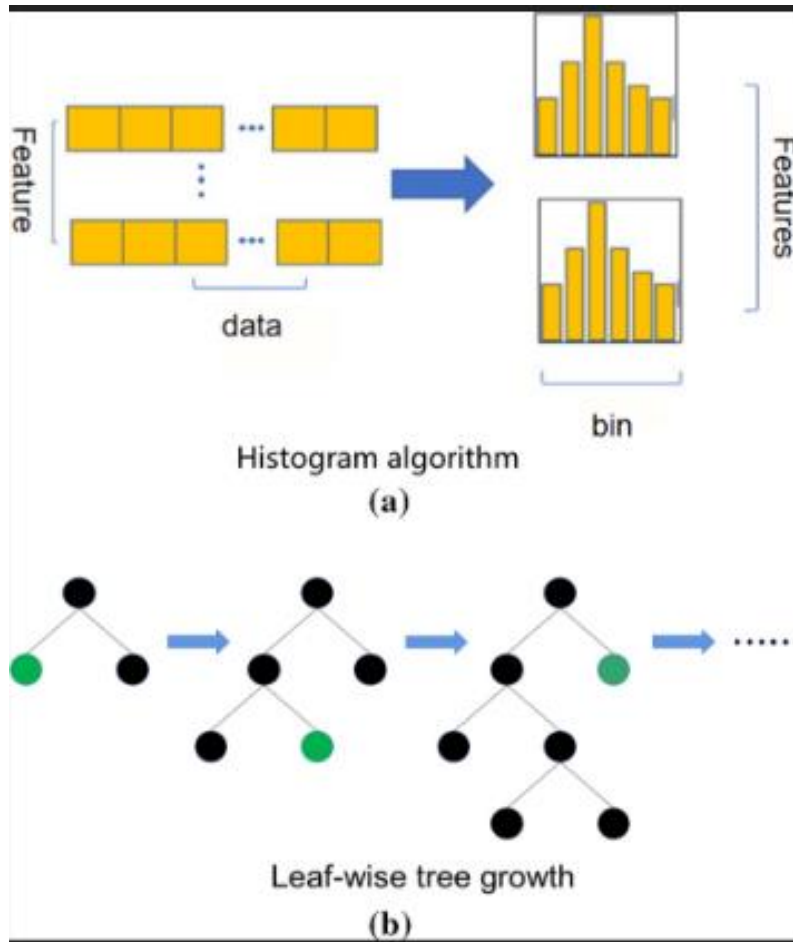 Feature
Features
data
bin
Histogram algorithm
(a)
Leaf-wise tree growth
(b)